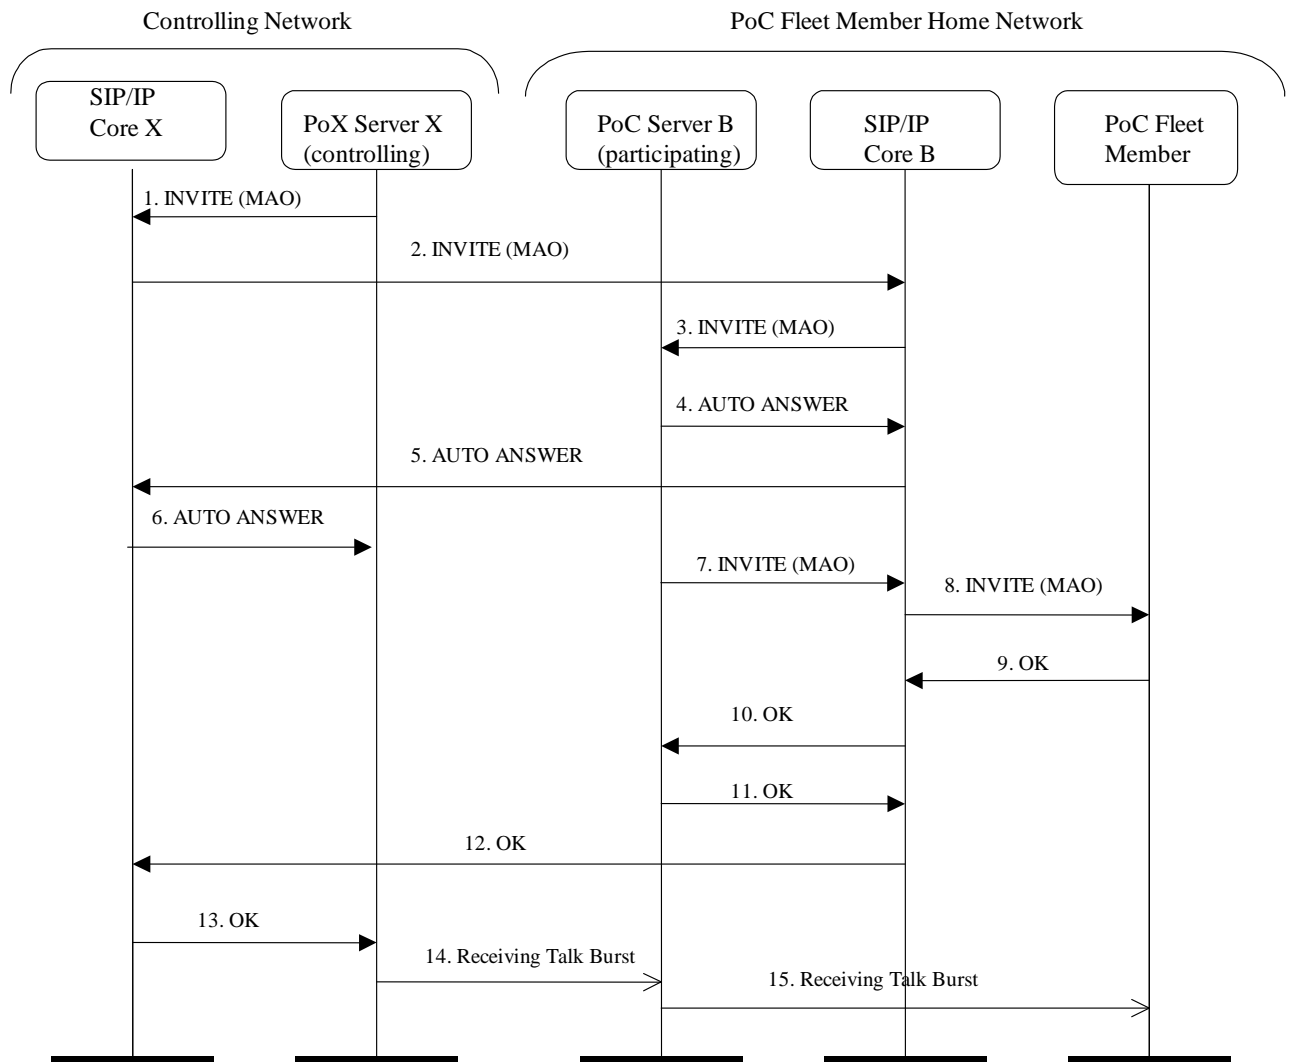 Controlling Network
PoC Fleet Member Home Network
SIP/IP
Core X
PoX Server X
(controlling)
PoC Server B
(participating)
SIP/IP
Core B
PoC Fleet
Member
1. INVITE (MAO)
2. INVITE (MAO)
3. INVITE (MAO)
4. AUTO ANSWER
5. AUTO ANSWER
6. AUTO ANSWER
7. INVITE (MAO)
8. INVITE (MAO)
9. OK
10. OK
11. OK
12. OK
13. OK
14. Receiving Talk Burst
15. Receiving Talk Burst